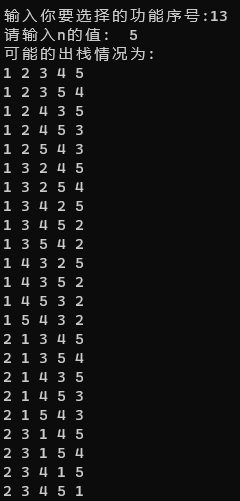 输入你要选择的功能序号:13
请输入n的值:  5
可能的出栈情况为:
1 2 3 4 5
1 2 3 5 4
1 2 4 3 5
1 2 4 5 3
1 2 5 4 3
1 3 2 4 5
1 3 2 5 4
1 3 4 2 5
1 3 4 5 2
1 3 5 4 2
1 4 3 2 5
1 4 3 5 2
1 4 5 3 2
1 5 4 3 2
2 1 3 4 5
2 1 3 5 4
2 1 4 3 5
2 1 4 5 3
2 1 5 4 3
2 3 1 4 5
2 3 1 5 4
2 3 4 1 5
2 3 4 5 1